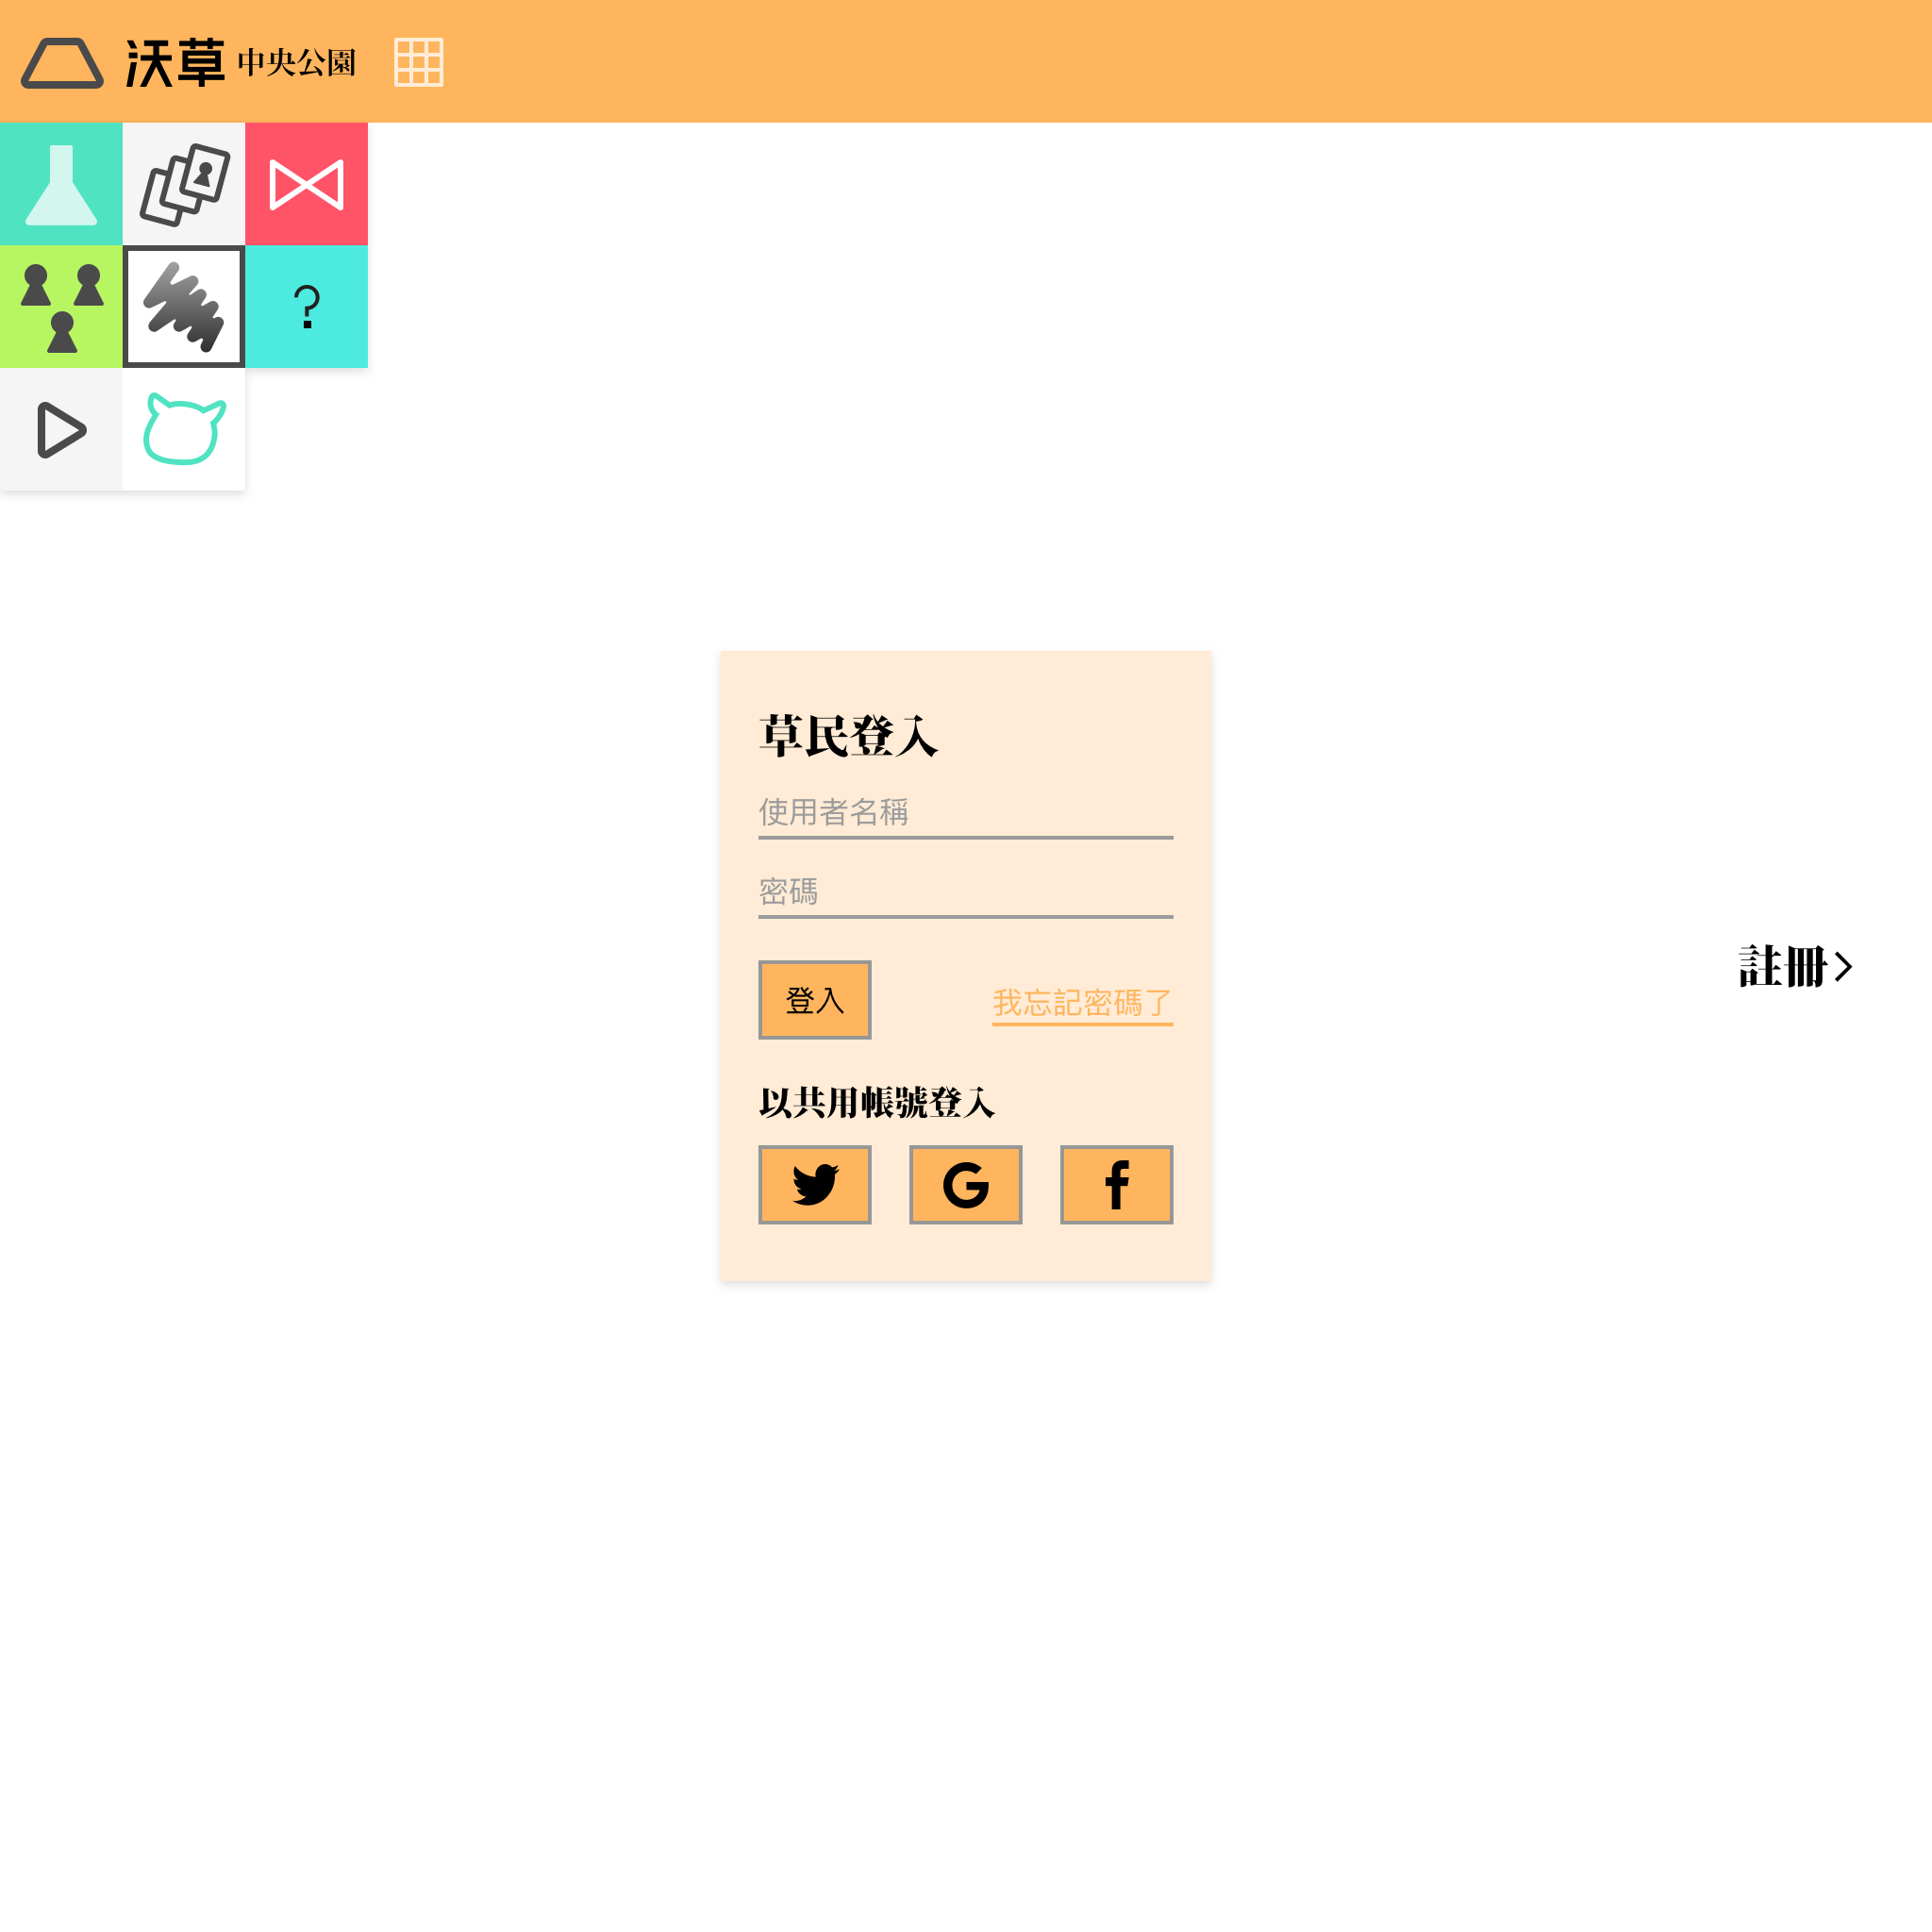 沃草 中央公園
?
草民登入
使用者名稱
密碼
登入
我忘記密碼了
以共用帳號登入
註冊